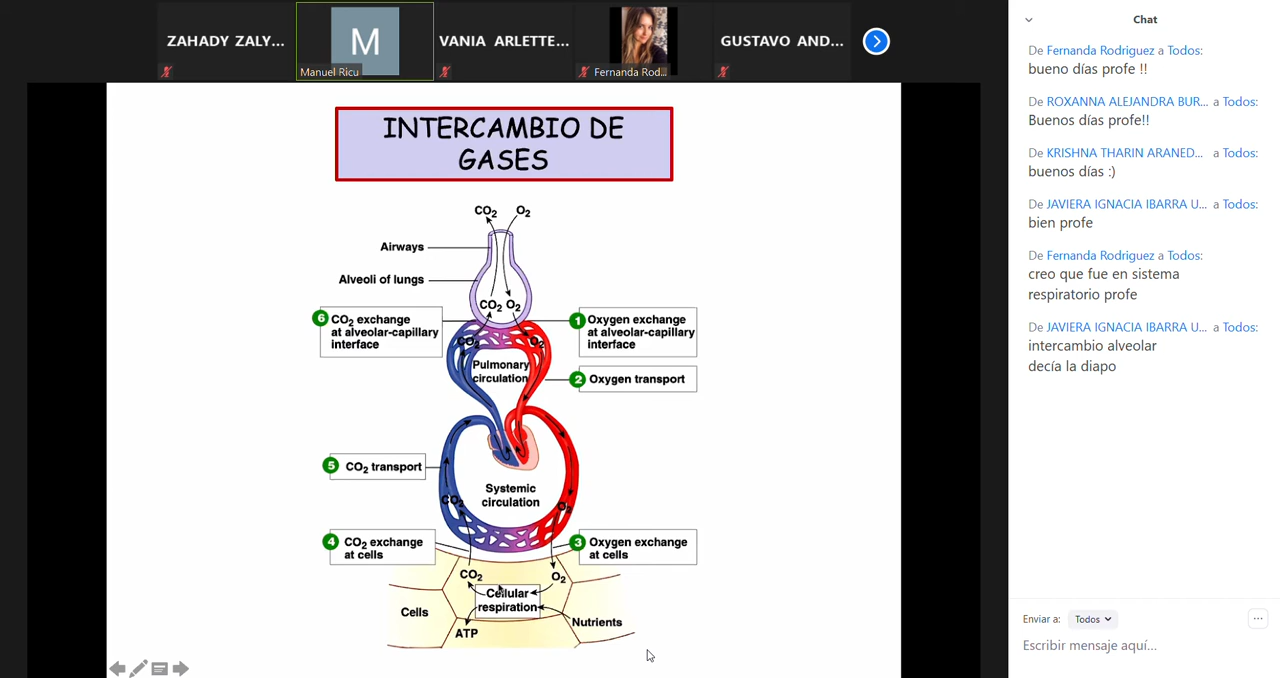 ZAHADY ZALY...
M
Manuel Ricu
VANIA ARLETTE...
Fernanda Rod...
GUSTAVO AND...
INTERCAMBIO DE
GASES
CO2 O2
Airways
Alveoli of lungs
CO2 O2
6 CO2 exchange
at alveolar-capillary
interface
1 Oxygen exchange
at alveolar-capillary
interface
CO2
O2
Pulmonary
circulation
2 Oxygen transport
5 CO2 transport
Systemic
circulation
CO2
O2
4 CO2 exchange
at cells
3 Oxygen exchange
at cells
CO2
O2
Cellular
respiration
Cells
ATP
Nutrients
Chat
De Fernanda Rodriguez a Todos:
bueno días profe !!
De ROXANNA ALEJANDRA BUR... a Todos:
Buenos días profe!!
De KRISHNA THARIN ARANED... a Todos:
buenos días :)
De JAVIERA IGNACIA IBARRA U... a Todos:
bien profe
De Fernanda Rodriguez a Todos:
creo que fue en sistema
respiratorio profe
De JAVIERA IGNACIA IBARRA U... a Todos:
intercambio alveolar
decía la diapo
Enviar a: Todos
Escribir mensaje aquí...